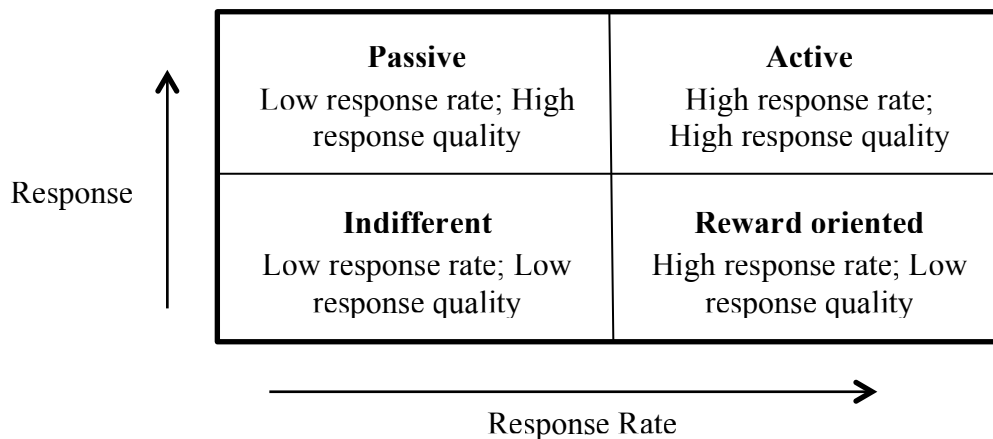 Passive
Low response rate; High
response quality
Active
High response rate;
High response quality
Response
Indifferent
Low response rate; Low
response quality
Reward oriented
High response rate; Low
response quality
Response Rate